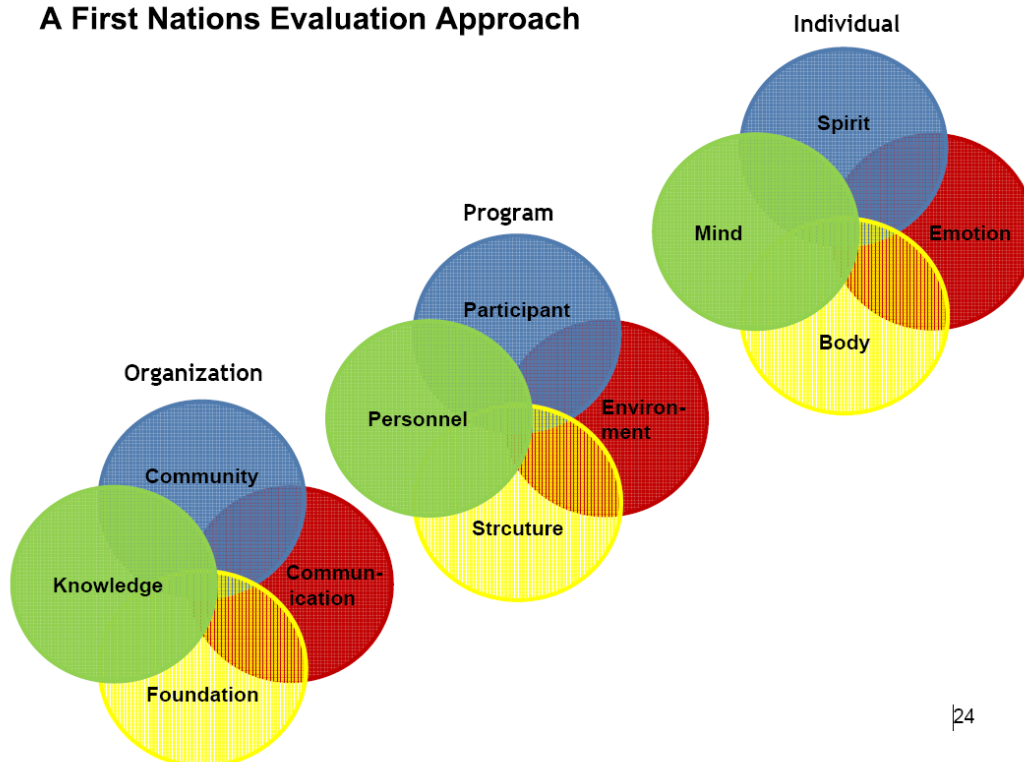 A First Nations Evaluation Approach
Individual
Spirit
Mind
Emotion
Body
Program
Participant
Personnel
Environ-
ment
Strcuture
Organization
Community
Knowledge
Commun-
ication
Foundation
24